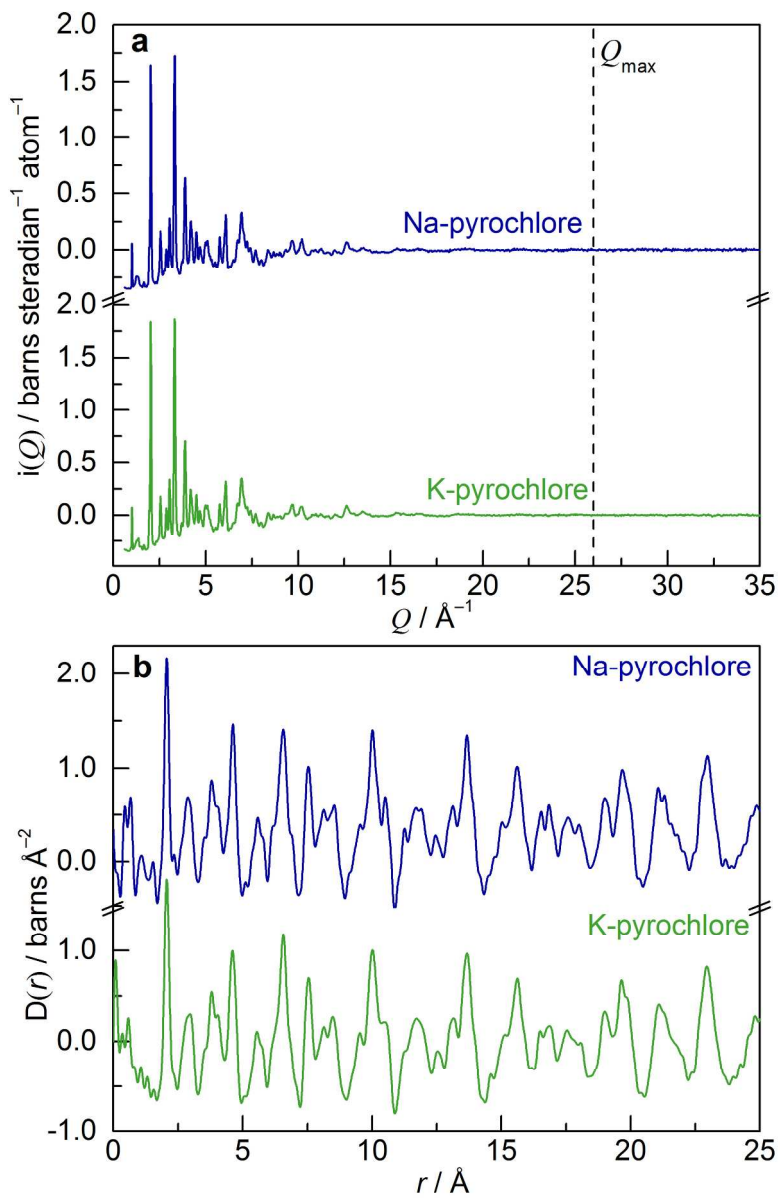 a
Q_max
2.0
1.5
1.0
0.5
0.0
Na-pyrochlore
2.0
1.5
1.0
0.5
0.0
K-pyrochlore
i(Q) / barns steradian⁻¹ atom⁻¹
0 5 10 15 20 25 30 35
Q / Å⁻¹
b
Na-pyrochlore
2.0
1.0
0.0
K-pyrochlore
1.0
0.0
-1.0
D(r) / barns Å⁻²
0 5 10 15 20 25
r / Å